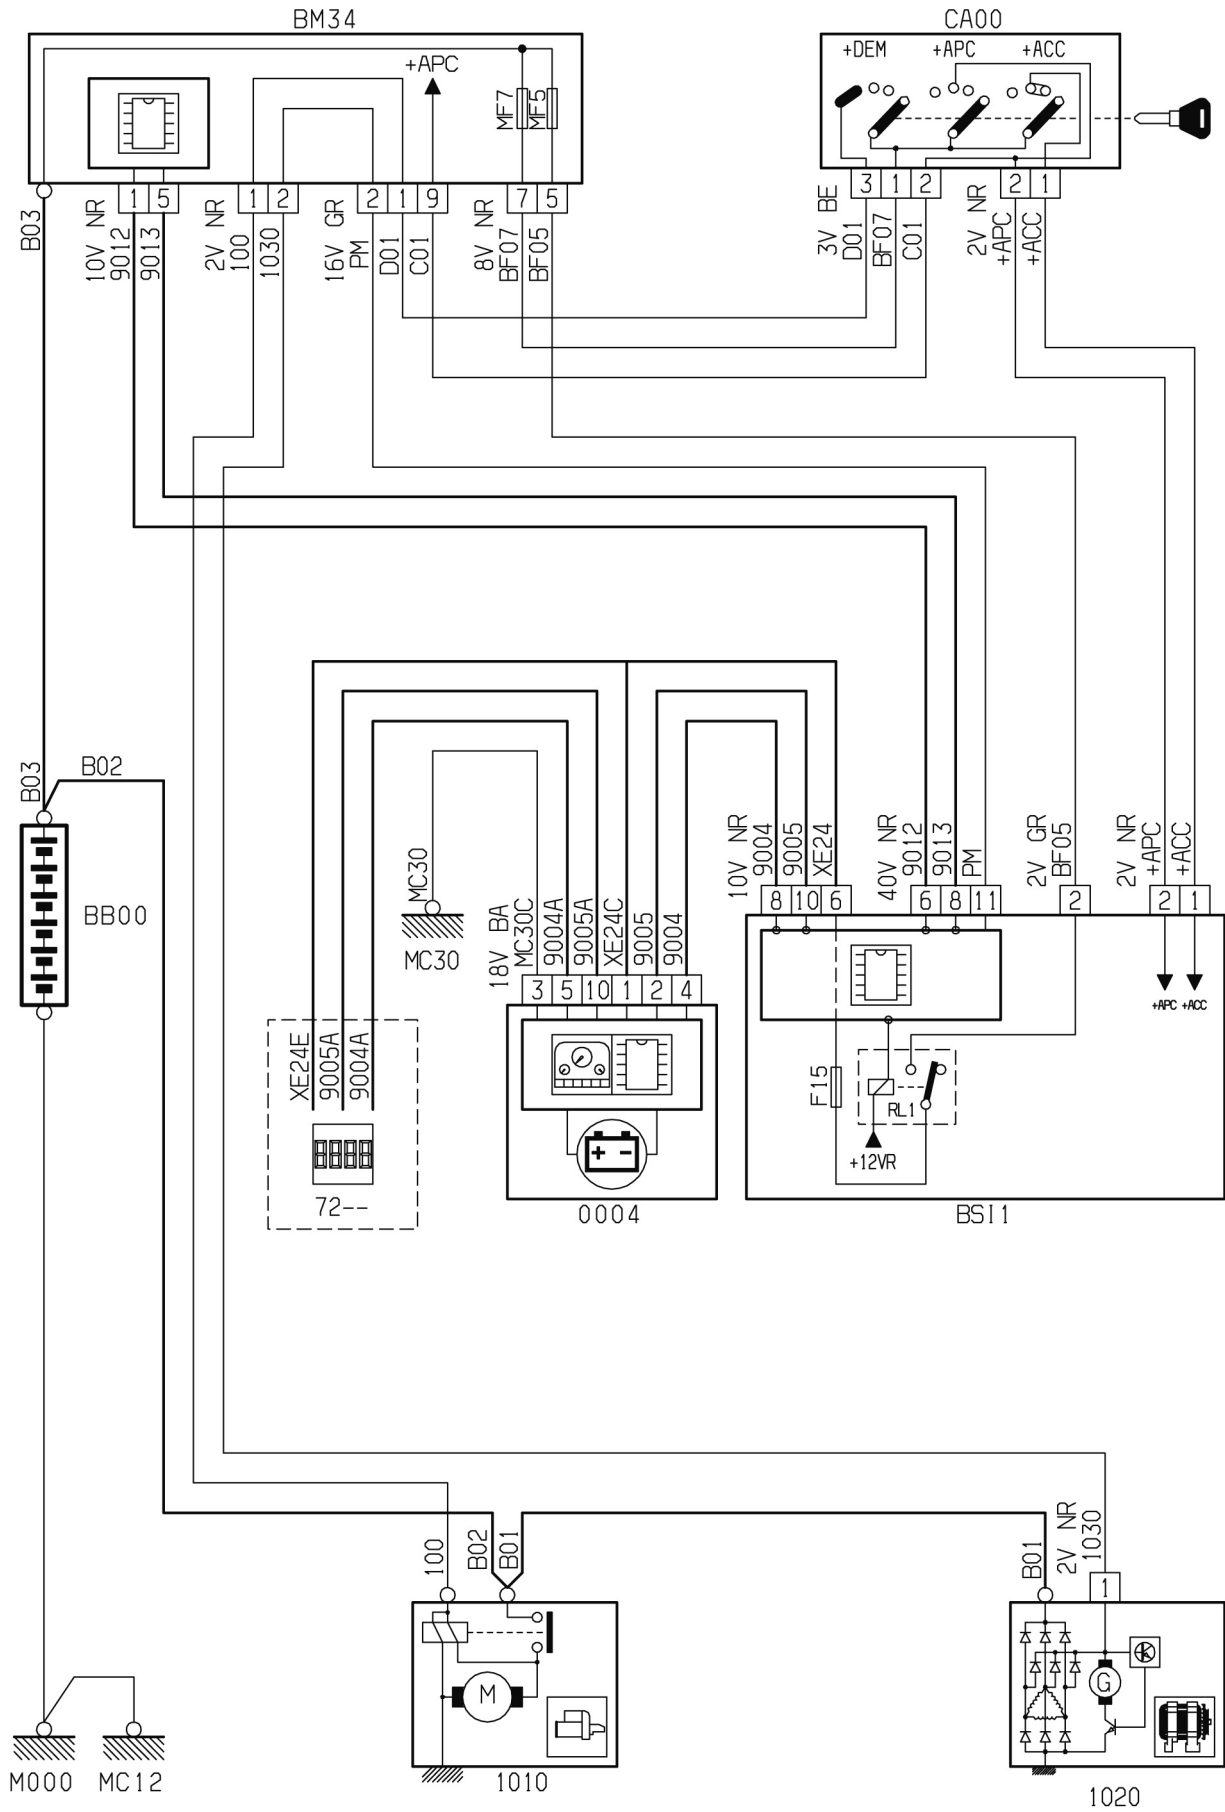 BM34
CA00
+DEM +APC +ACC
+APC
MF7
MF5
1 5 1 2 2 1 9 7 5
3 1 2 2 1
B03
10V NR
9012
9013
2V NR
100
1030
16V GR
PM
D01
C01
8V NR
BF07
BF05
3V BE
D01
BF07
C01
2V NR
+APC
+ACC
B03
B02
BB00
MC30
MC30
18V BA
MC30C
9004A
9005A
XE24C
9005
9004
3 5 10 1 2 4
10V NR
9004
9005
XE24
40V NR
9012
9013
PM
2V GR
BF05
2V NR
+APC
+ACC
8 10 6 6 8 11 2 2 1
+APC +ACC
XE24E
9005A
9004A
72--
+ -
0004
F15
RL1
+12VR
BSI1
100
B02
B01
B01
2V NR
1030
1
M
G
M000 MC12
1010
1020